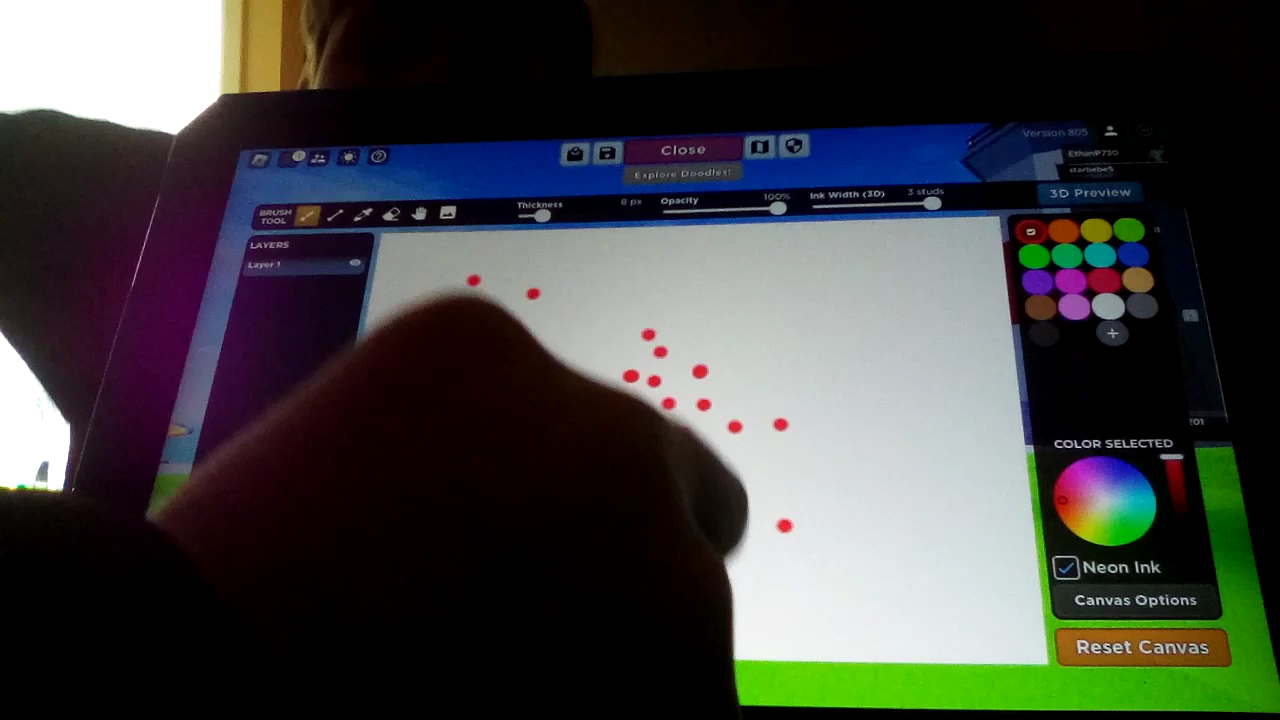 Version 805
Close
EthanP730
Explore Doodles!
starbebe5
3D Preview
BRUSH
TOOL
Thickness
8 px
Opacity
100%
Ink Width (3D)
3 studs
LAYERS
Layer 1
COLOR SELECTED
Neon Ink
Canvas Options
Reset Canvas